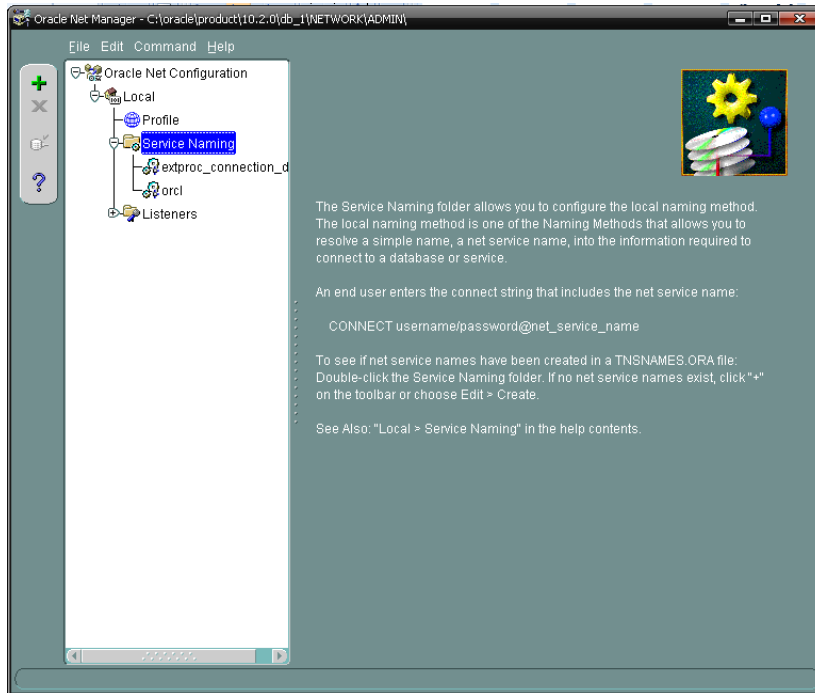 Oracle Net Manager - C:\oracle\product\10.2.0\db_1\NETWORK\ADMIN\
File Edit Command Help
Oracle Net Configuration
Local
Profile
Service Naming
extproc_connection_d
orcl
Listeners
The Service Naming folder allows you to configure the local naming method.
The local naming method is one of the Naming Methods that allows you to
resolve a simple name, a net service name, into the information required to
connect to a database or service.
An end user enters the connect string that includes the net service name:
CONNECT username/password@net_service_name
To see if net service names have been created in a TNSNAMES.ORA file:
Double-click the Service Naming folder. If no net service names exist, click "+"
on the toolbar or choose Edit > Create.
See Also: "Local > Service Naming" in the help contents.